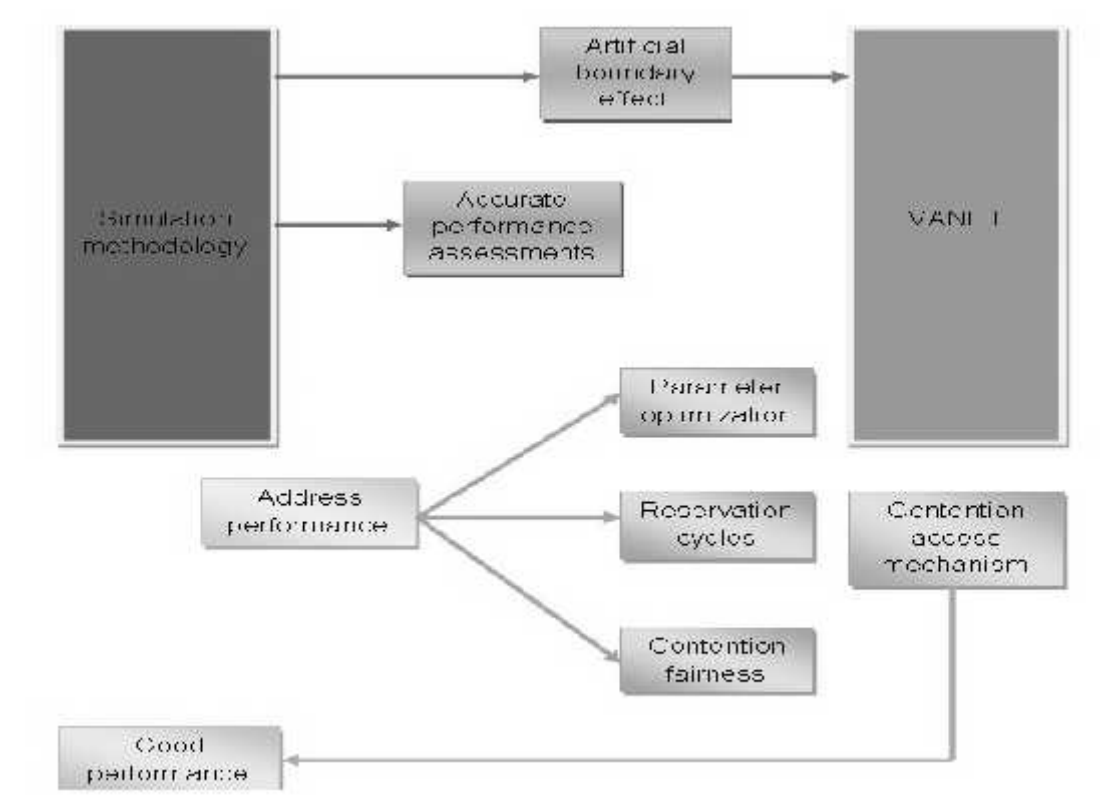 Artificial
boundary
effect
Simulation
methodology
Accurate
performance
assessments
VANET
Parameter
optimization
Address
performance
Reservation
cycles
Contention
access
mechanism
Contention
fairness
Good
performance